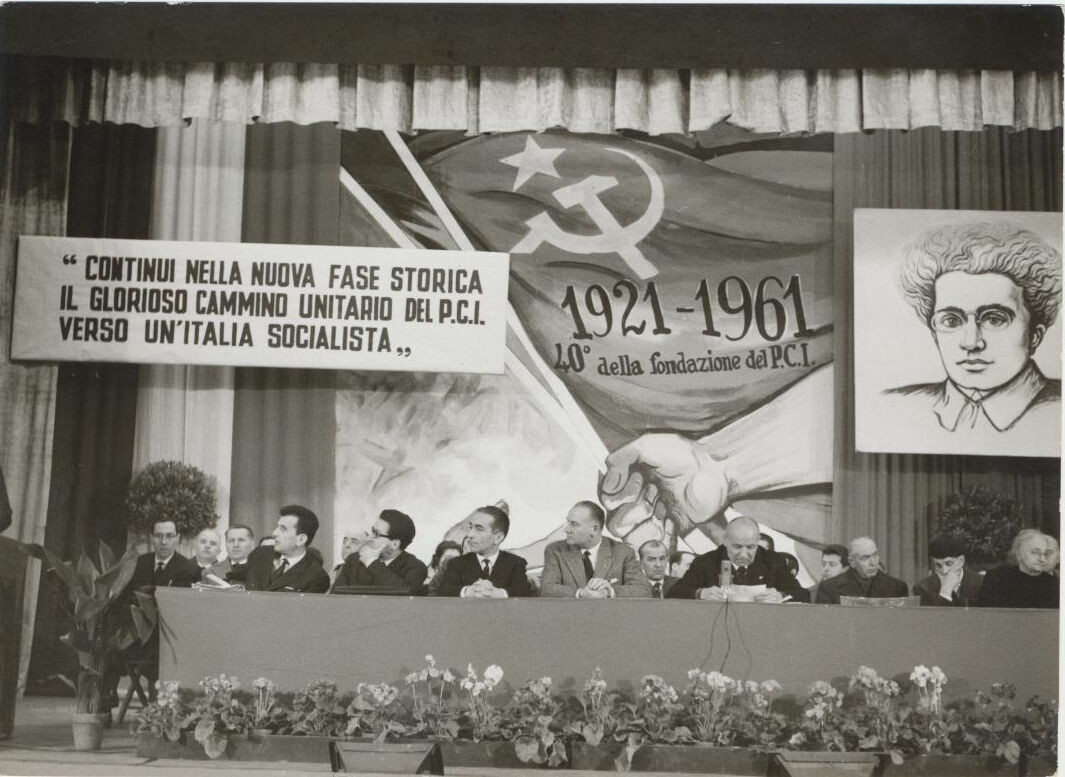 “ CONTINUI NELLA NUOVA FASE STORICA
IL GLORIOSO CAMMINO UNITARIO DEL P.C.I.
VERSO UN'ITALIA SOCIALISTA „
1921-1961
40° della fondazione del P.C.I.